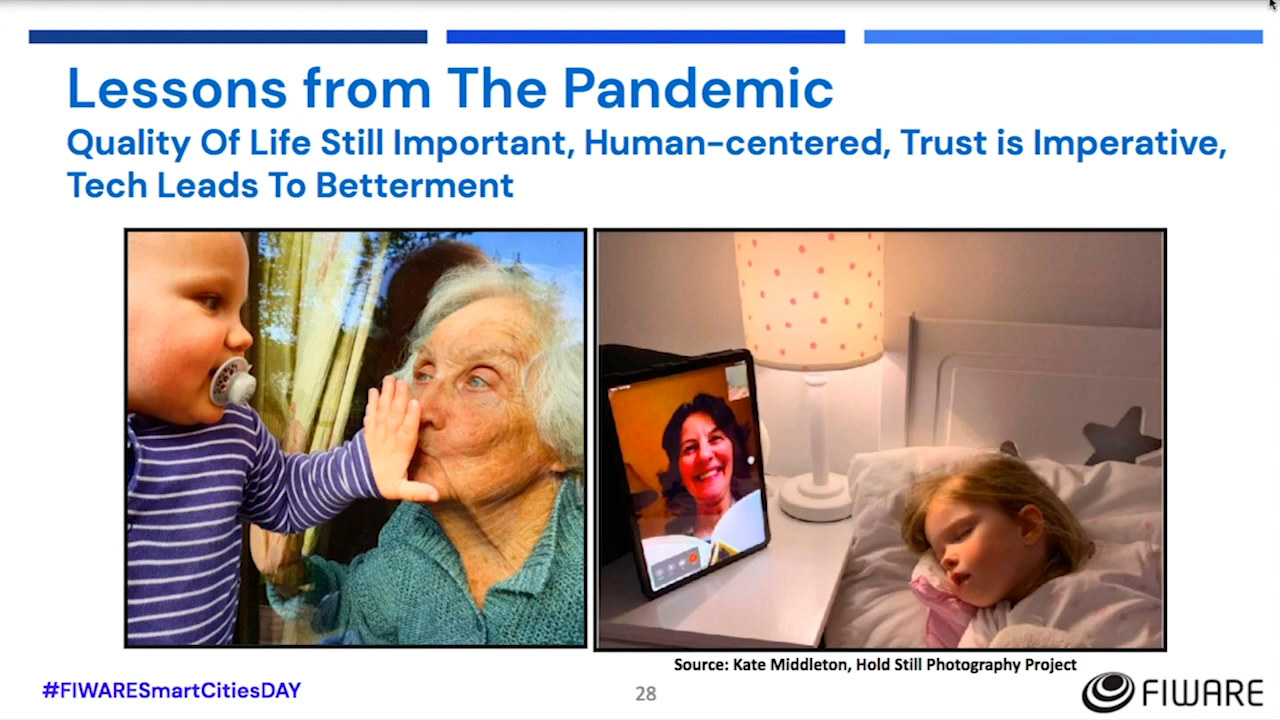 Lessons from The Pandemic
Quality Of Life Still Important, Human-centered, Trust is Imperative,
Tech Leads To Betterment
Source: Kate Middleton, Hold Still Photography Project
#FIWARESmartCitiesDAY
28
FIWARE